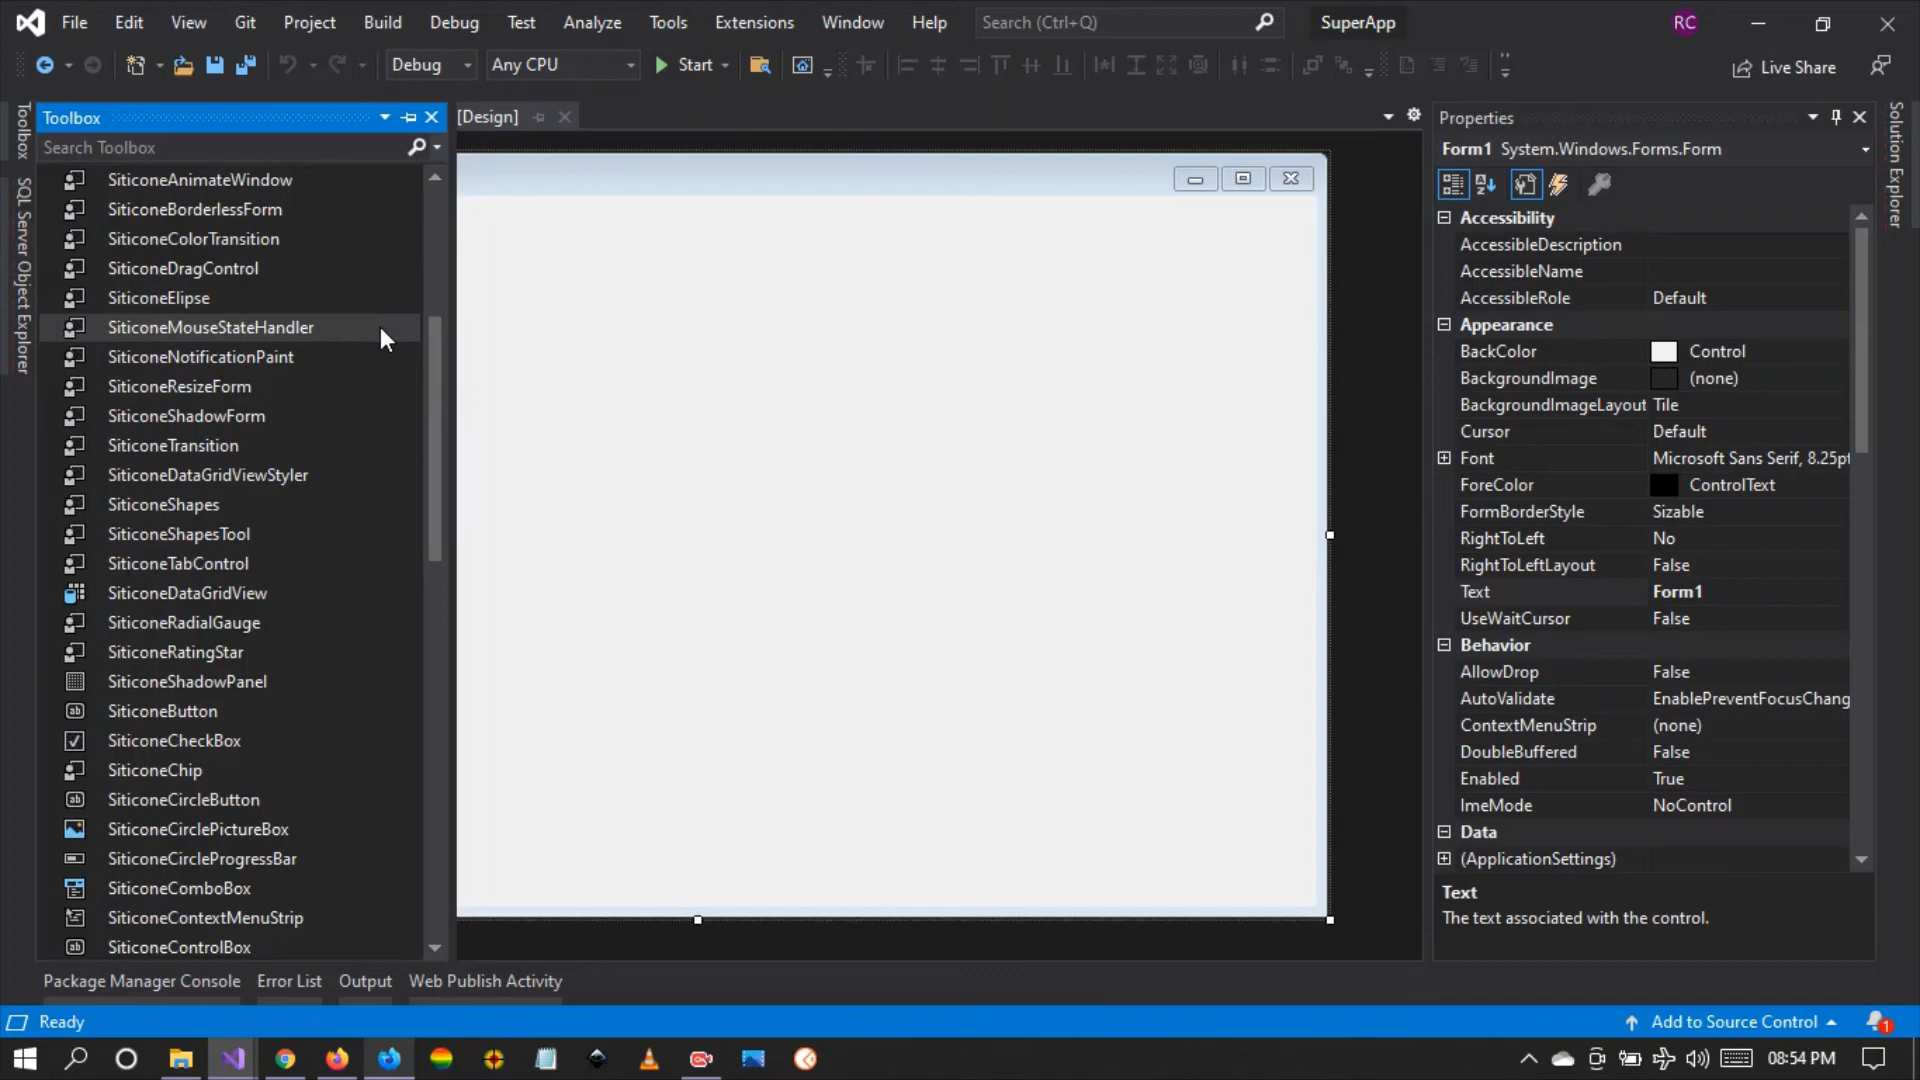 File Edit View Git Project Build Debug Test Analyze Tools Extensions Window Help Search (Ctrl+Q) SuperApp RC
Debug Any CPU Start Live Share
Toolbox
SQL Server Object Explorer
Toolbox
Search Toolbox
SiticoneAnimateWindow
SiticoneBorderlessForm
SiticoneColorTransition
SiticoneDragControl
SiticoneElipse
SiticoneMouseStateHandler
SiticoneNotificationPaint
SiticoneResizeForm
SiticoneShadowForm
SiticoneTransition
SiticoneDataGridViewStyler
SiticoneShapes
SiticoneShapesTool
SiticoneTabControl
SiticoneDataGridView
SiticoneRadialGauge
SiticoneRatingStar
SiticoneShadowPanel
SiticoneButton
SiticoneCheckBox
SiticoneChip
SiticoneCircleButton
SiticoneCirclePictureBox
SiticoneCircleProgressBar
SiticoneComboBox
SiticoneContextMenuStrip
SiticoneControlBox
[Design]
Properties
Form1 System.Windows.Forms.Form
Accessibility
AccessibleDescription
AccessibleName
AccessibleRole Default
Appearance
BackColor Control
BackgroundImage (none)
BackgroundImageLayout Tile
Cursor Default
Font Microsoft Sans Serif, 8.25pt
ForeColor ControlText
FormBorderStyle Sizable
RightToLeft No
RightToLeftLayout False
Text Form1
UseWaitCursor False
Behavior
AllowDrop False
AutoValidate EnablePreventFocusChang
ContextMenuStrip (none)
DoubleBuffered False
Enabled True
ImeMode NoControl
Data
(ApplicationSettings)
Text
The text associated with the control.
Solution Explorer
Package Manager Console Error List Output Web Publish Activity
Ready Add to Source Control 1
08:54 PM